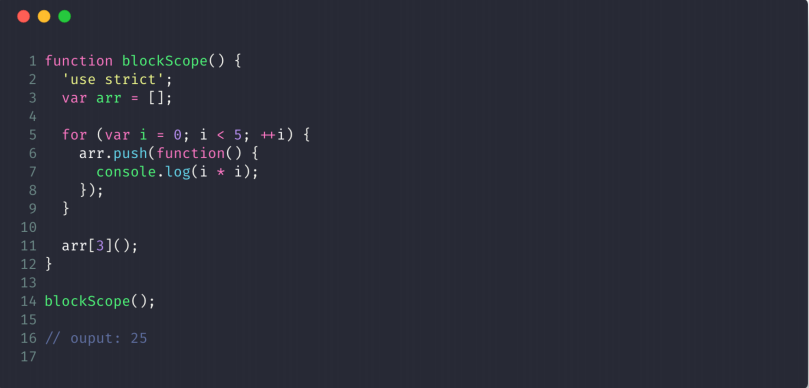 1 function blockScope() {
2   'use strict';
3   var arr = [];
4
5   for (var i = 0; i < 5; ++i) {
6     arr.push(function() {
7       console.log(i * i);
8     });
9   }
10
11   arr[3]();
12 }
13
14 blockScope();
15
16 // ouput: 25
17